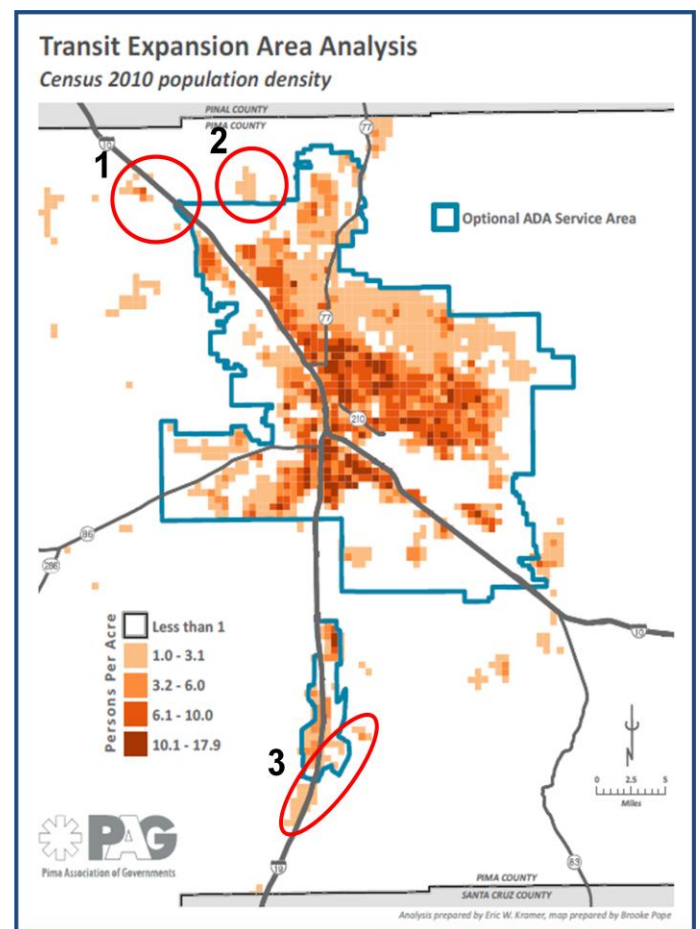 Transit Expansion Area Analysis
Census 2010 population density
PINAL COUNTY
PIMA COUNTY
77
10
1
2
Optional ADA Service Area
77
210
86
286
10
Persons Per Acre
Less than 1
1.0 - 3.1
3.2 - 6.0
6.1 - 10.0
10.1 - 17.9
3
N
0 2.5 5
Miles
PAG
Pima Association of Governments
19
83
PIMA COUNTY
SANTA CRUZ COUNTY
Analysis prepared by Eric W. Kramer, map prepared by Brooke Pope